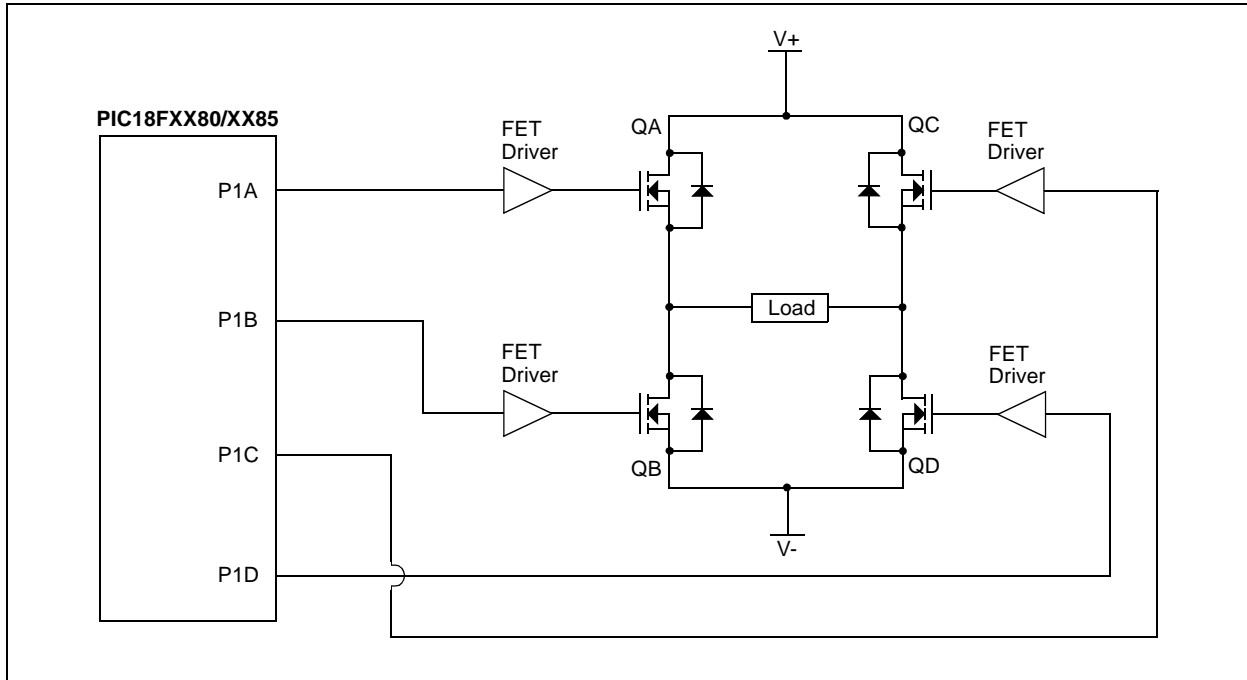 V+
PIC18FXX80/XX85
FET
Driver
QA
QC
FET
Driver
P1A
P1B
Load
FET
Driver
FET
Driver
P1C
QB
QD
V-
P1D